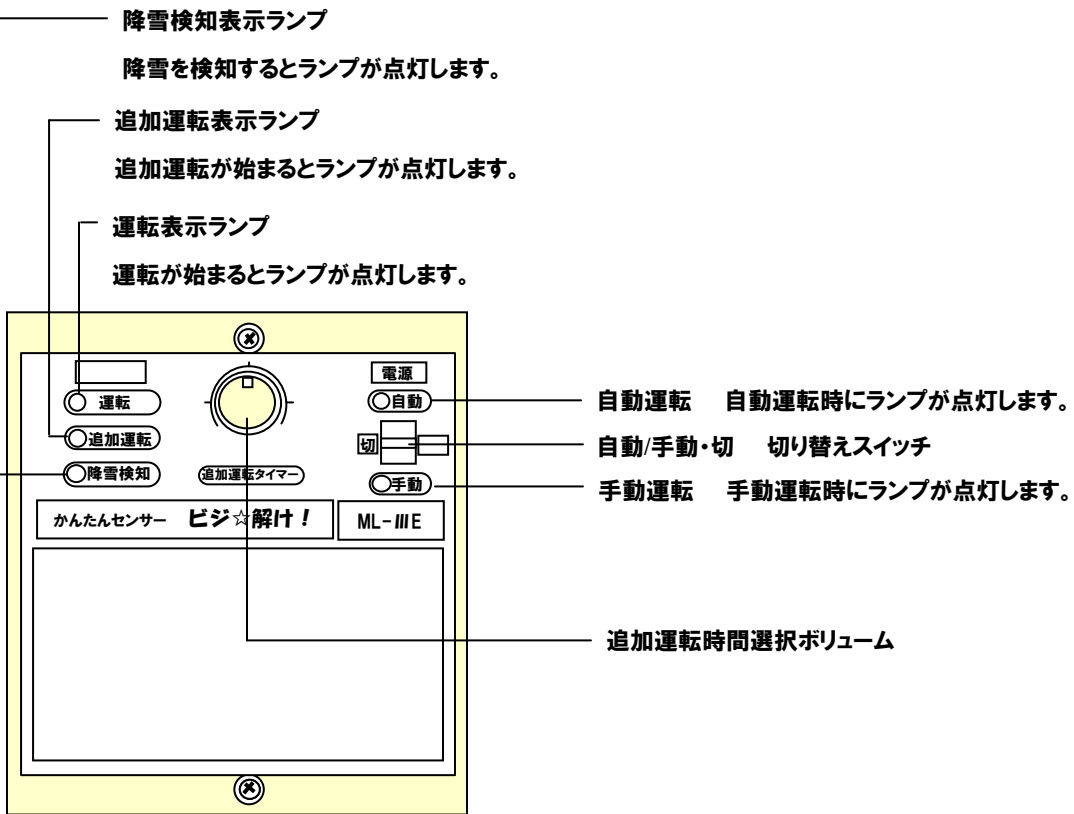 降雪検知表示ランプ
降雪を検知するとランプが点灯します。
追加運転表示ランプ
追加運転が始まるとランプが点灯します。
運転表示ランプ
運転が始まるとランプが点灯します。
電源
運転
自動
自動運転 自動運転時にランプが点灯します。
追加運転
切
自動/手動・切 切り替えスイッチ
降雪検知
追加運転タイマー
手動
手動運転 手動運転時にランプが点灯します。
かんたんセンサー ビジ☆解け！
ML-ⅢE
追加運転時間選択ボリューム